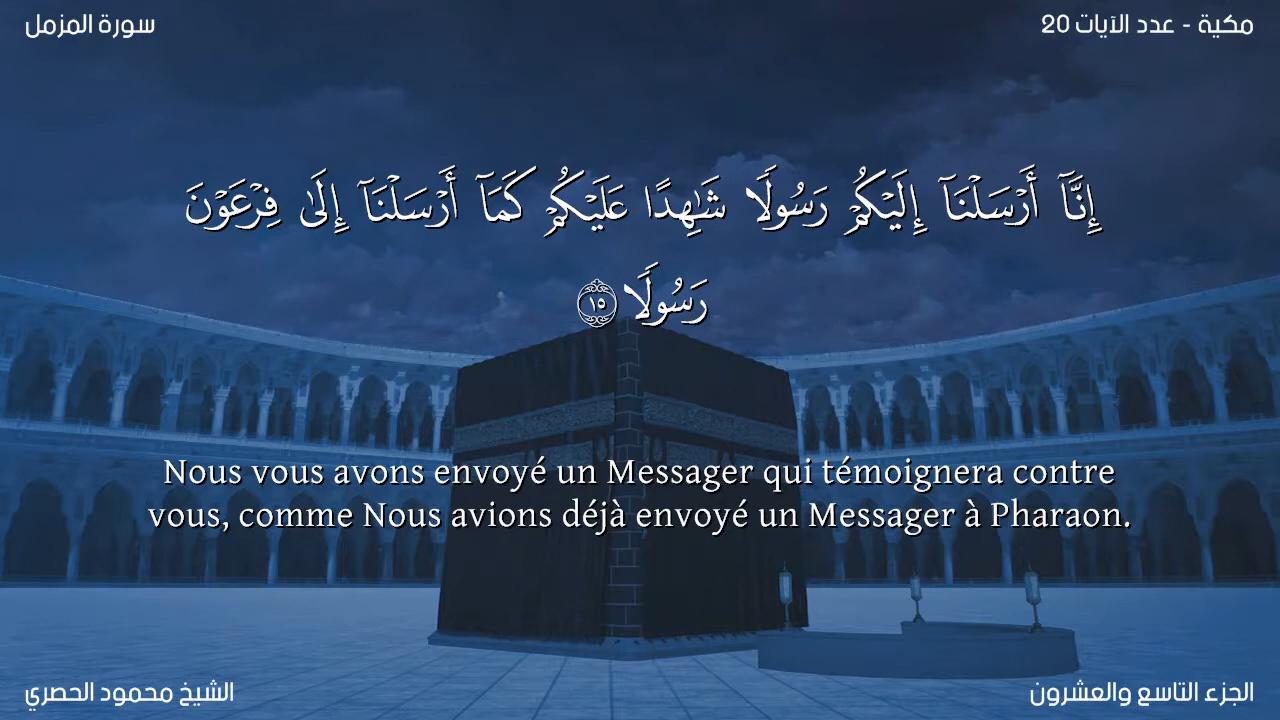 سورة المزمل
مكية - عدد الآيات 20
إِنَّآ أَرْسَلْنَآ إِلَيْكُمْ رَسُولًا شَٰهِدًا عَلَيْكُمْ كَمَآ أَرْسَلْنَآ إِلَىٰ فِرْعَوْنَ
رَسُولًا ١٥
Nous vous avons envoyé un Messager qui témoignera contre
vous, comme Nous avions déjà envoyé un Messager à Pharaon.
الشيخ محمود الحصري
الجزء التاسع والعشرون